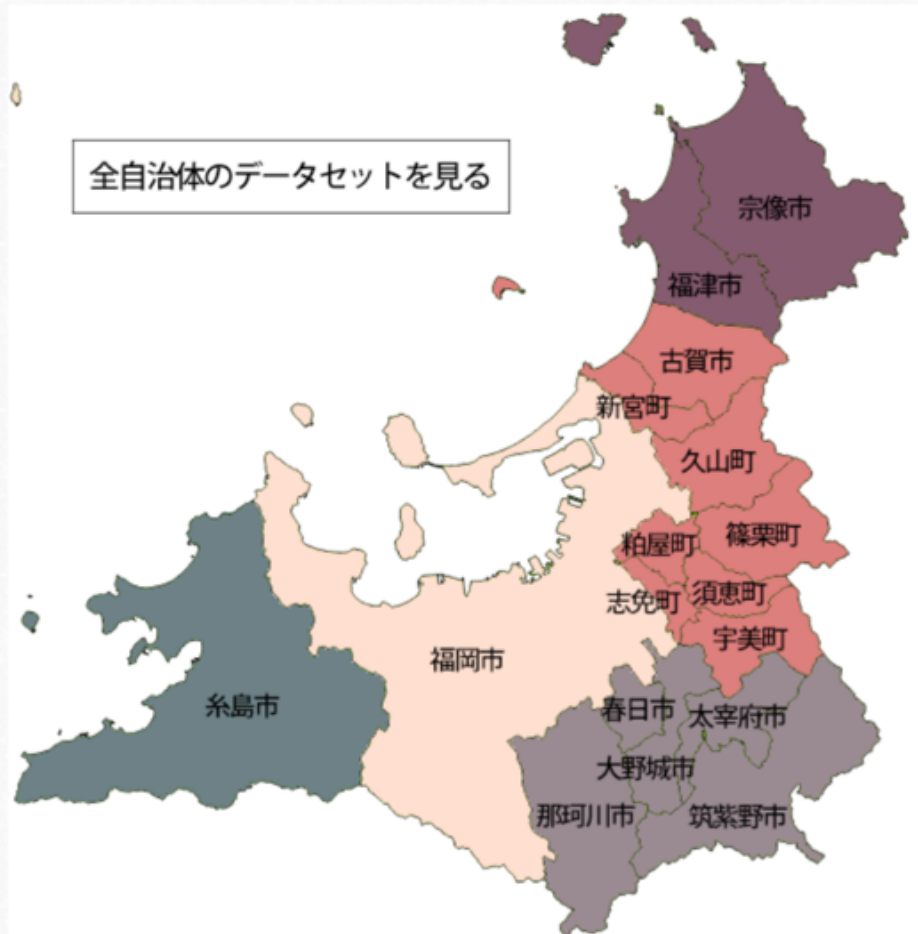 全自治体のデータセットを見る
宗像市
福津市
古賀市
新宮町
久山町
篠栗町
粕屋町
須恵町
志免町
宇美町
福岡市
糸島市
春日市
太宰府市
大野城市
那珂川市
筑紫野市